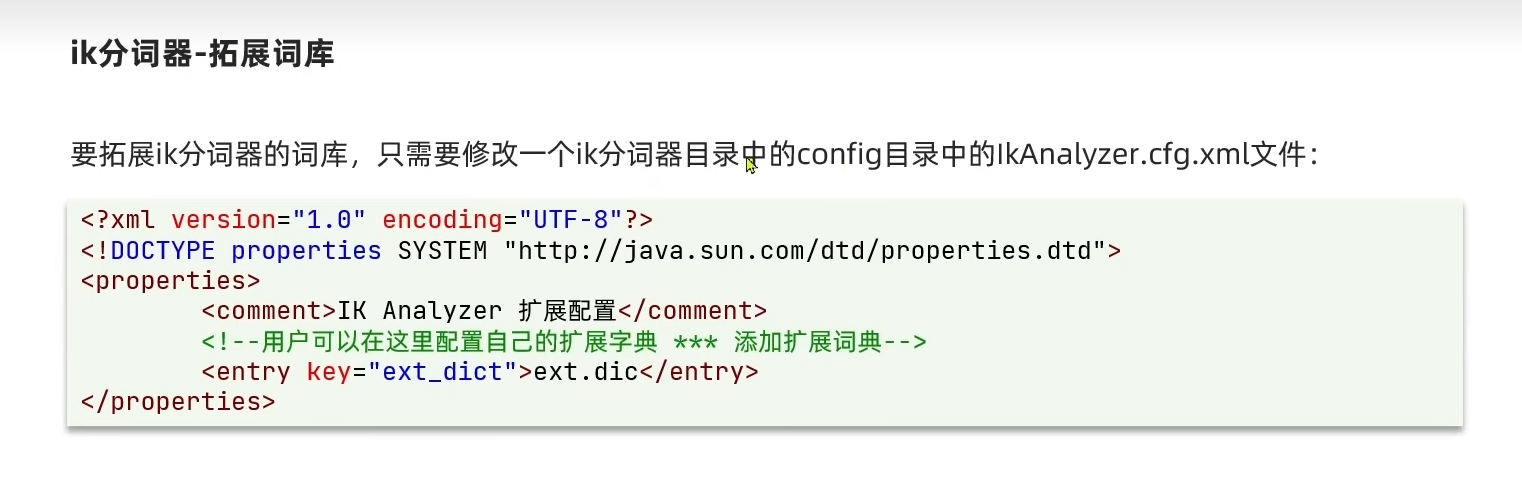 ik分词器-拓展词库
要拓展ik分词器的词库，只需要修改一个ik分词器目录中的config目录中的IkAnalyzer.cfg.xml文件：
<?xml version="1.0" encoding="UTF-8"?>
<!DOCTYPE properties SYSTEM "http://java.sun.com/dtd/properties.dtd">
<properties>
        <comment>IK Analyzer 扩展配置</comment>
        <!--用户可以在这里配置自己的扩展字典 *** 添加扩展词典-->
        <entry key="ext_dict">ext.dic</entry>
</properties>